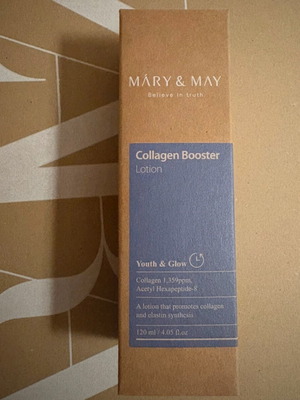 MARY & MAY
Believe in truth
Collagen Booster
Lotion
Youth & Glow
Collagen 1,359ppm,
Acetyl Hexapeptide-8
A lotion that promotes collagen
and elastin synthesis
120 ml / 4.05 fl.oz